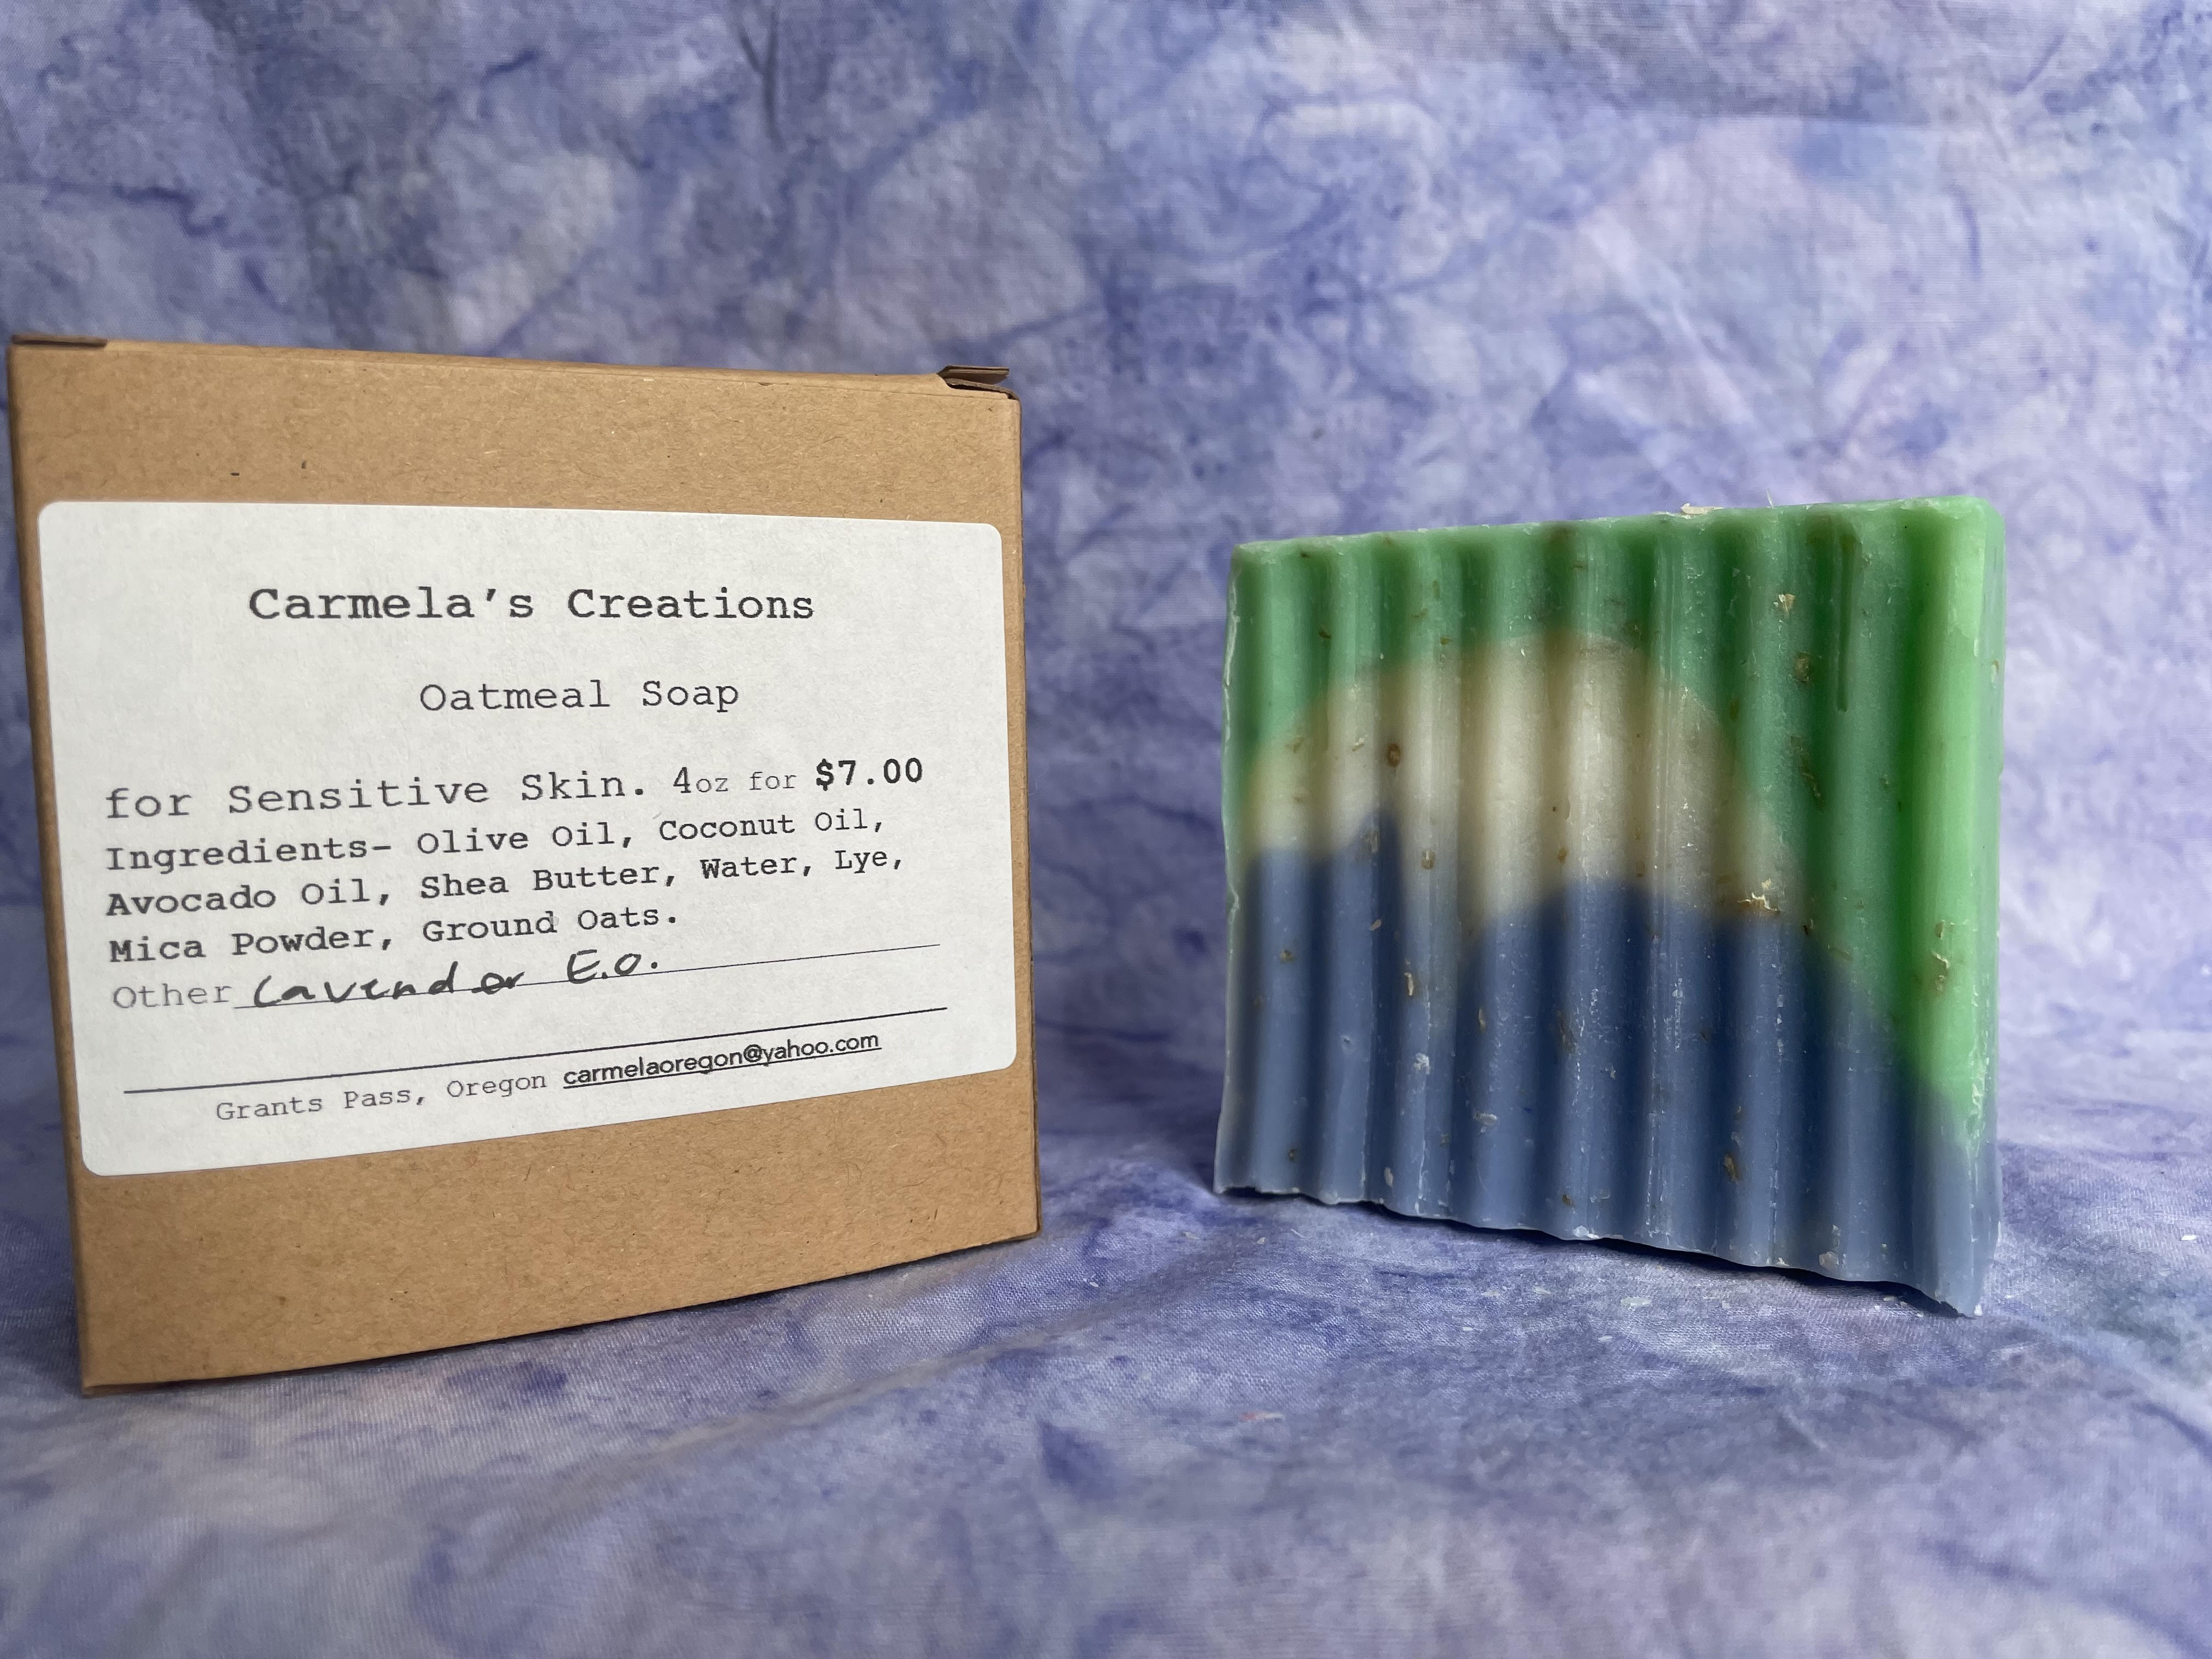 Carmela's Creations
Oatmeal Soap
for Sensitive Skin. 4oz for $7.00
Ingredients- Olive Oil, Coconut Oil,
Avocado Oil, Shea Butter, Water, Lye,
Mica Powder, Ground Oats.
Other Lavender E.O.
Grants Pass, Oregon carmelaoregon@yahoo.com